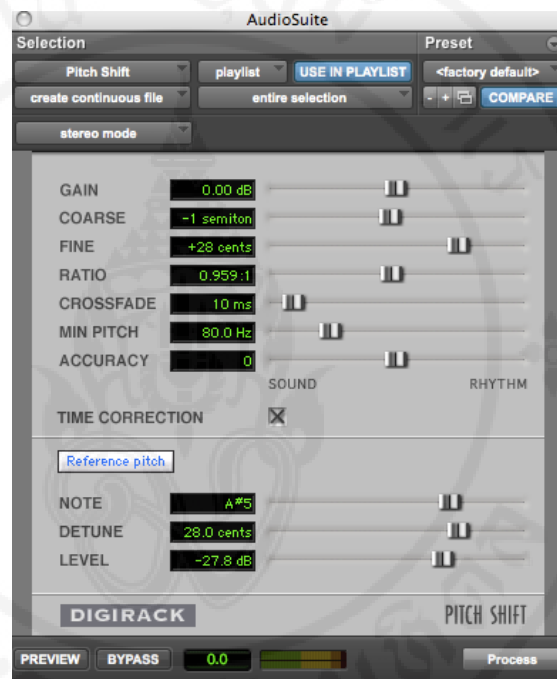 AudioSuite
Selection Preset
Pitch Shift playlist USE IN PLAYLIST <factory default>
create continuous file entire selection - + COMPARE
stereo mode
GAIN 0.00 dB
COARSE -1 semiton
FINE +28 cents
RATIO 0.959:1
CROSSFADE 10 ms
MIN PITCH 80.0 Hz
ACCURACY 0
SOUND RHYTHM
TIME CORRECTION
Reference pitch
NOTE A#5
DETUNE 28.0 cents
LEVEL -27.8 dB
DIGIRACK PITCH SHIFT
PREVIEW BYPASS 0.0 Process